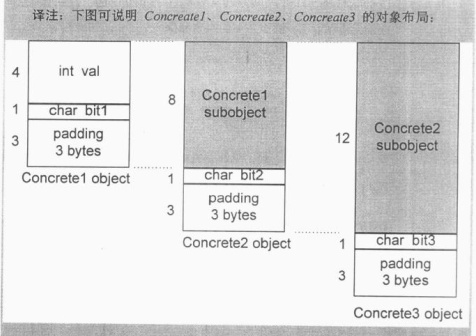 译注：下图可说明 Concreate1、Concreate2、Concreate3 的对象布局：
4
int val
1
char bit1
3
padding
3 bytes
Concrete1 object
8
Concrete1
subobject
1
char bit2
3
padding
3 bytes
Concrete2 object
12
Concrete2
subobject
1
char bit3
3
padding
3 bytes
Concrete3 object